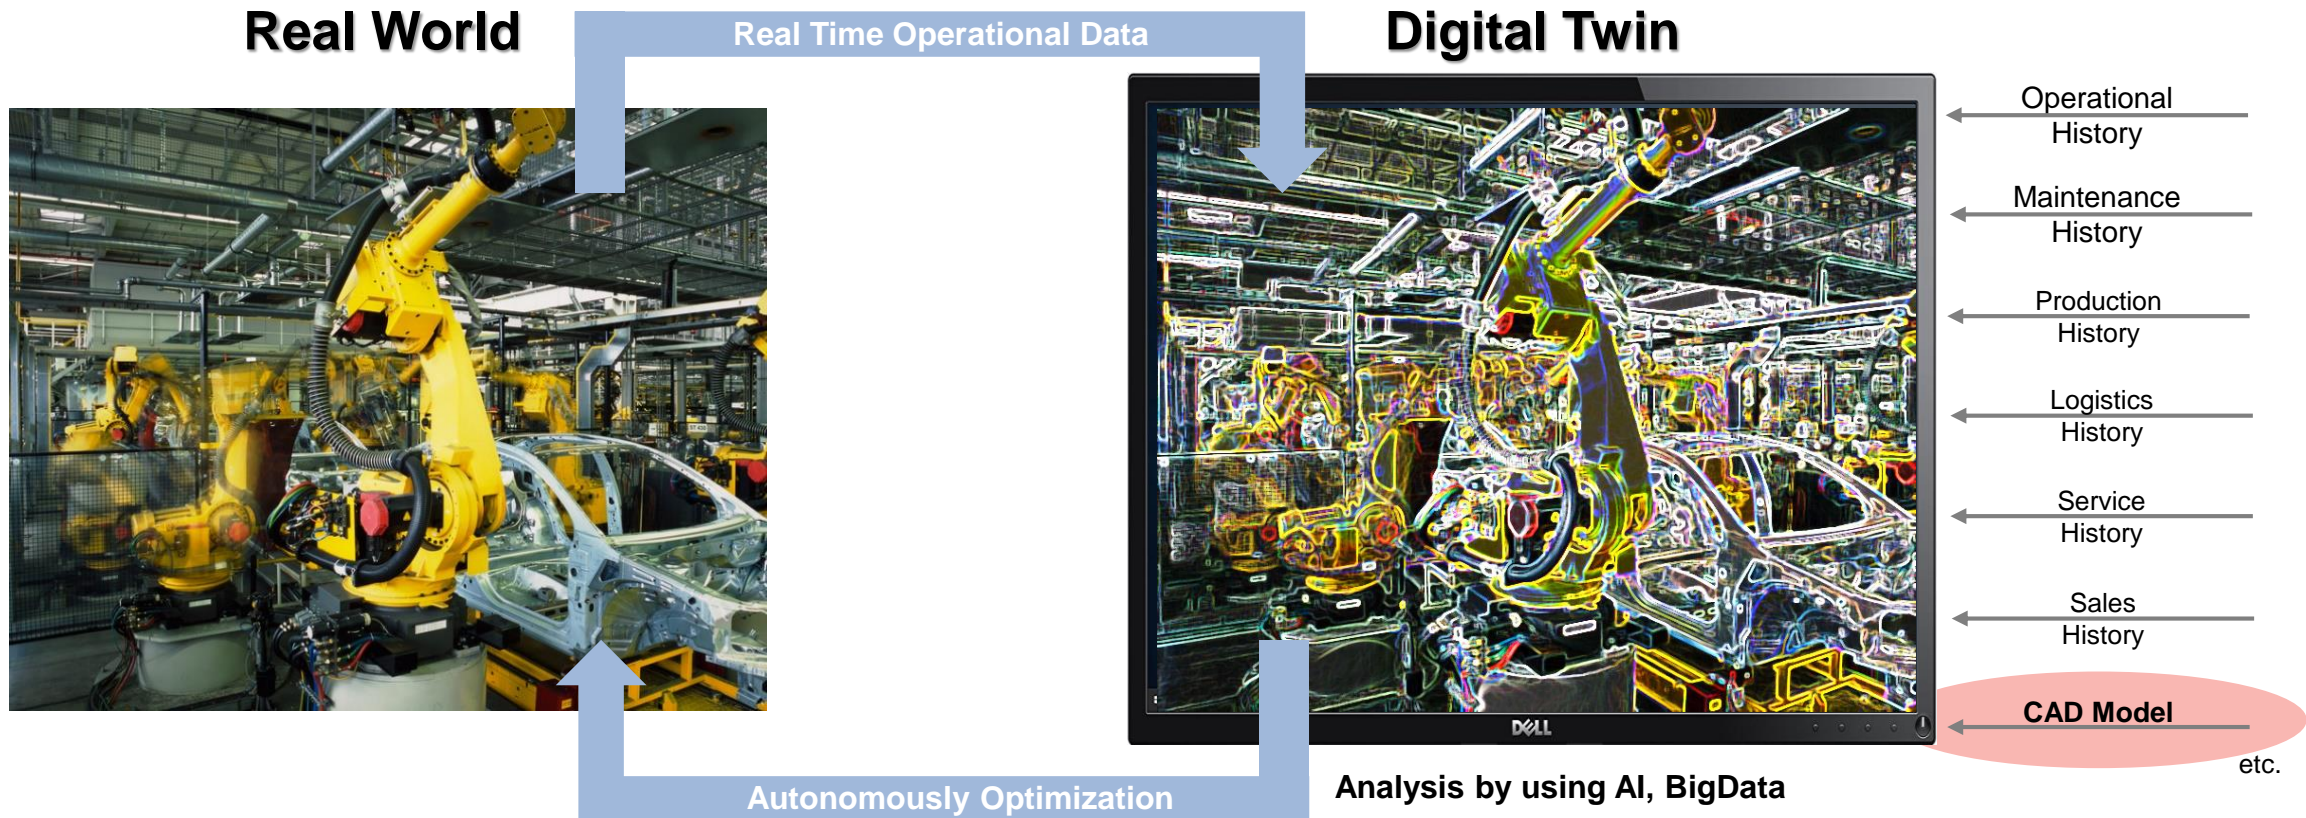 Real World
Real Time Operational Data
Digital Twin
Operational
History
Maintenance
History
Production
History
Logistics
History
Service
History
Sales
History
CAD Model
etc.
DELL
Analysis by using AI, BigData
Autonomously Optimization